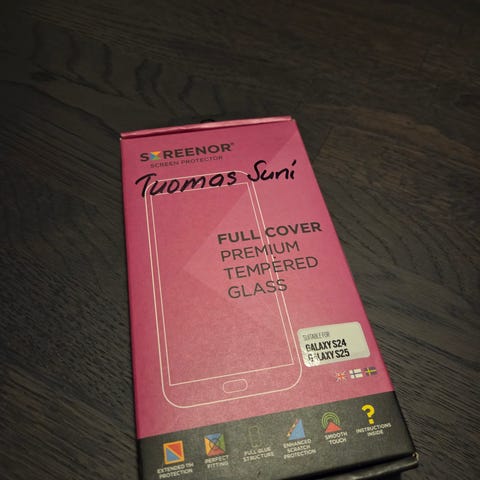 SCREENOR®
SCREEN PROTECTOR
Tuomas Suni
FULL COVER
PREMIUM
TEMPERED
GLASS
SUITABLE FOR
GALAXY S24
GALAXY S25
EXTENDED 11H
PROTECTION
PERFECT
FITTING
FULL GLUE
STRUCTURE
ENHANCED
SCRATCH
PROTECTION
SMOOTH
TOUCH
?
INSTRUCTIONS
INSIDE